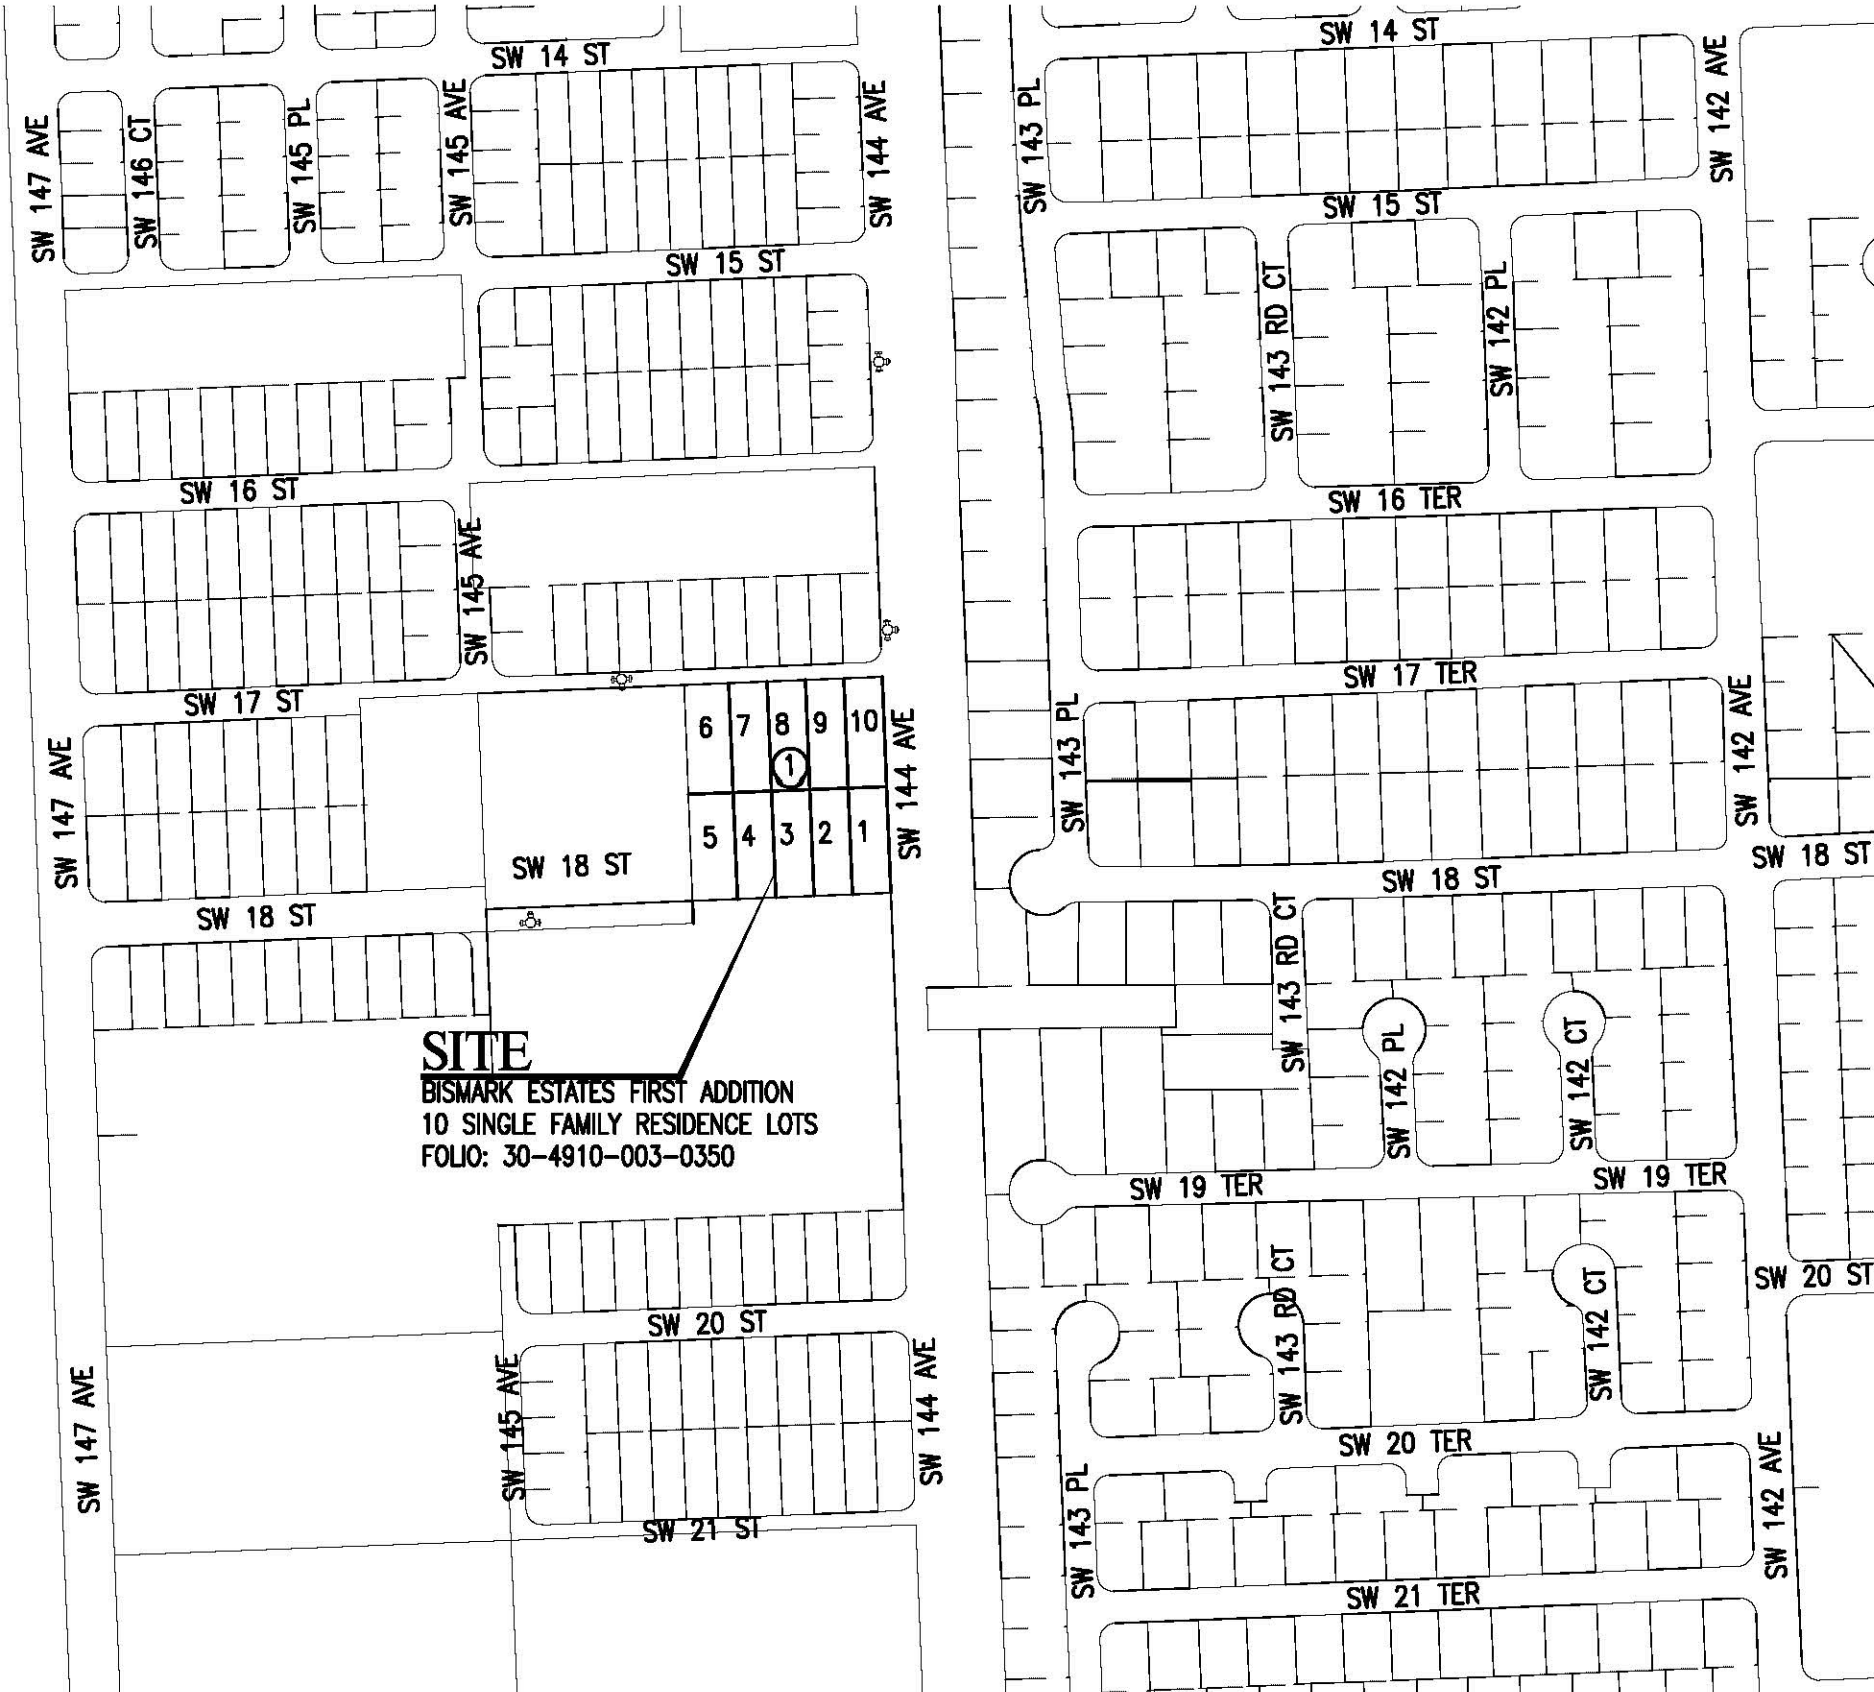 SW 14 ST
SW 14 ST
SW 147 AVE
SW 146 CT
SW 145 PL
SW 145 AVE
SW 144 AVE
SW 143 PL
SW 142 AVE
SW 15 ST
SW 15 ST
SW 143 RD CT
SW 142 PL
SW 16 ST
SW 16 TER
SW 145 AVE
SW 17 ST
SW 17 TER
SW 147 AVE
6 7 8 9 10
1
5 4 3 2 1
SW 144 AVE
SW 143 PL
SW 142 AVE
SW 18 ST
SW 18 ST
SW 18 ST
SW 18 ST
SW 143 RD CT
SW 142 PL
SW 142 CT
SITE
BISMARK ESTATES FIRST ADDITION
10 SINGLE FAMILY RESIDENCE LOTS
FOLIO: 30-4910-003-0350
SW 19 TER
SW 19 TER
SW 143 RD CT
SW 142 CT
SW 20 ST
SW 20 ST
SW 147 AVE
SW 145 AVE
SW 144 AVE
SW 20 TER
SW 143 PL
SW 142 AVE
SW 21 ST
SW 21 TER